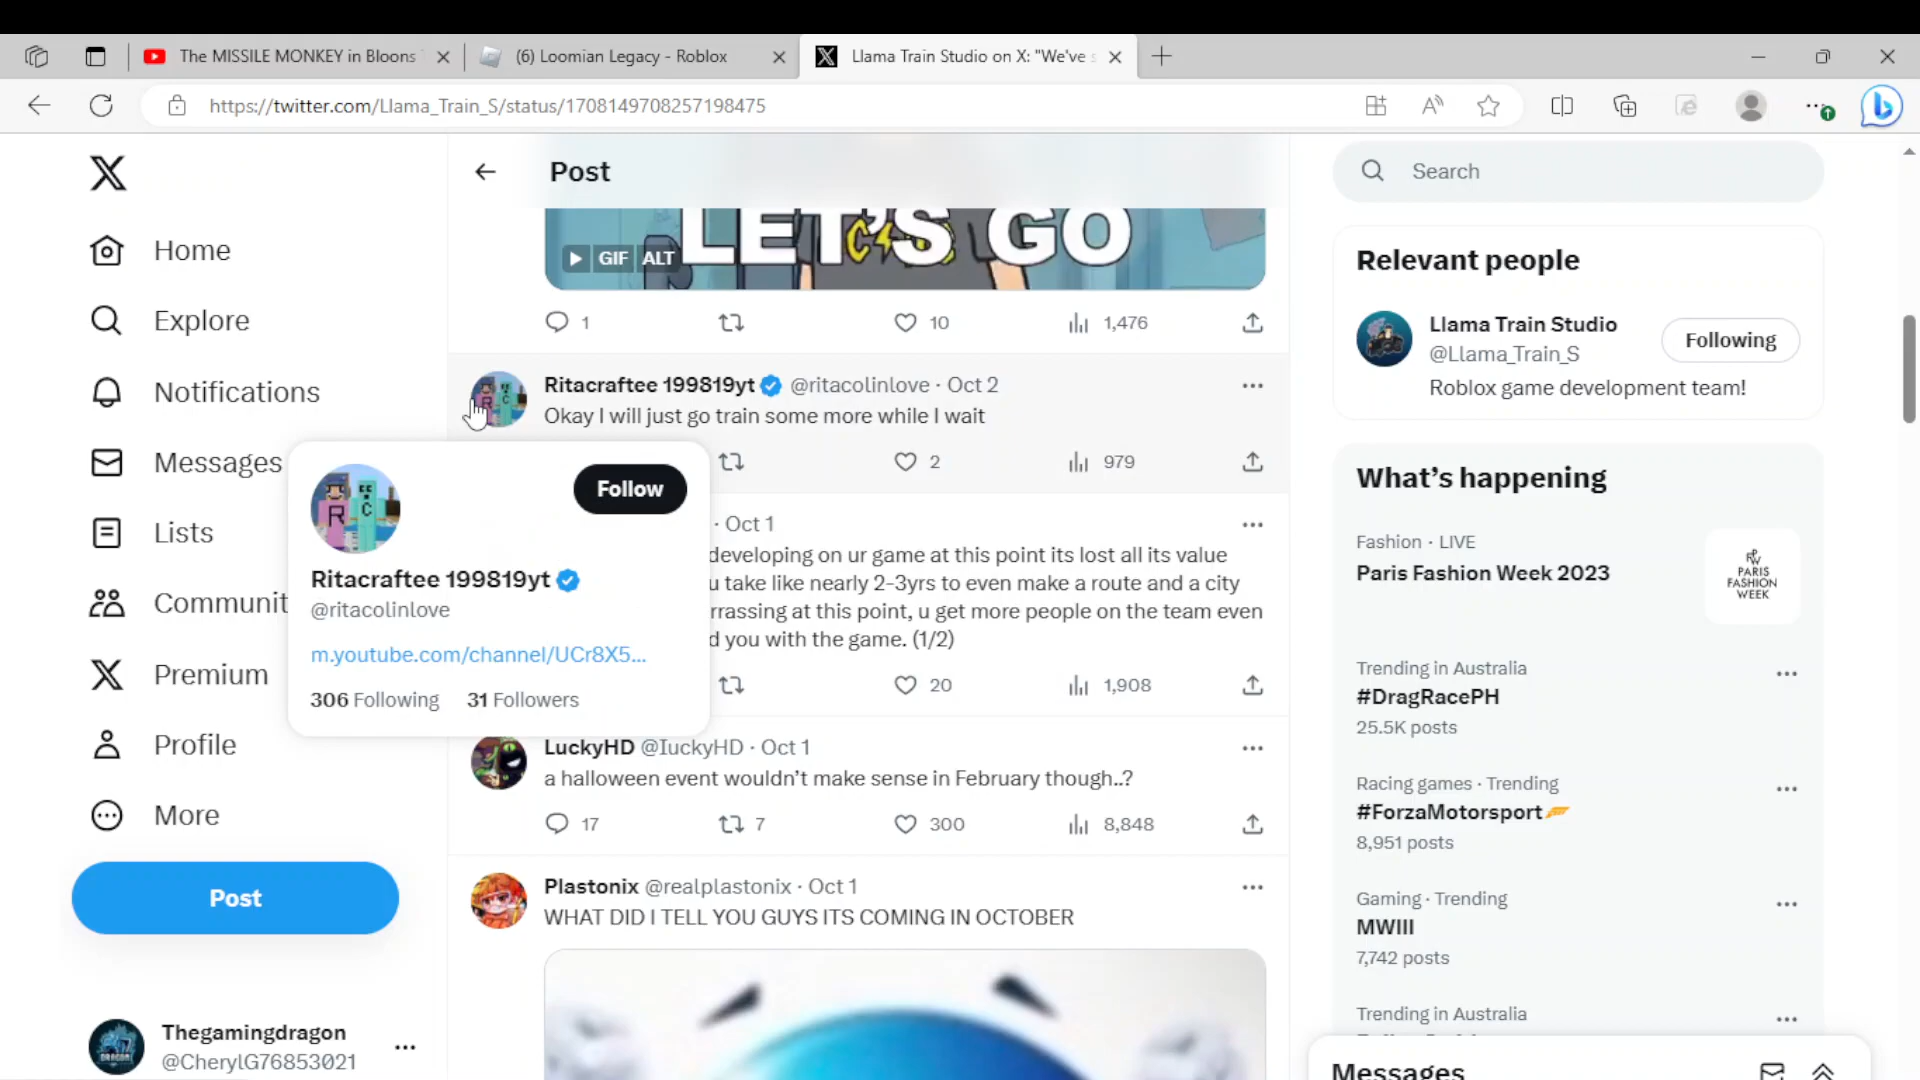 The MISSILE MONKEY in Bloons
(6) Loomian Legacy - Roblox
Llama Train Studio on X: "We've s
https://twitter.com/Llama_Train_S/status/1708149708257198475
Home
Explore
Notifications
Messages
Lists
Communit
Premium
Profile
More
Post
Thegamingdragon
@CherylG76853021
Post
LET'S GO
GIF
ALT
1
10
1,476
Ritacraftee 199819yt @ritacolinlove · Oct 2
Okay I will just go train some more while I wait
2
979
Follow
Ritacraftee 199819yt
@ritacolinlove
m.youtube.com/channel/UCr8X5...
306 Following 31 Followers
· Oct 1
developing on ur game at this point its lost all its value
u take like nearly 2-3yrs to even make a route and a city
rrassing at this point, u get more people on the team even
d you with the game. (1/2)
20
1,908
LuckyHD @IuckyHD · Oct 1
a halloween event wouldn't make sense in February though..?
17
7
300
8,848
Plastonix @realplastonix · Oct 1
WHAT DID I TELL YOU GUYS ITS COMING IN OCTOBER
Search
Relevant people
Llama Train Studio
@Llama_Train_S
Following
Roblox game development team!
What's happening
Fashion · LIVE
Paris Fashion Week 2023
PARIS
FASHION
WEEK
Trending in Australia
#DragRacePH
25.5K posts
Racing games · Trending
#ForzaMotorsport
8,951 posts
Gaming · Trending
MWIII
7,742 posts
Trending in Australia
Messages